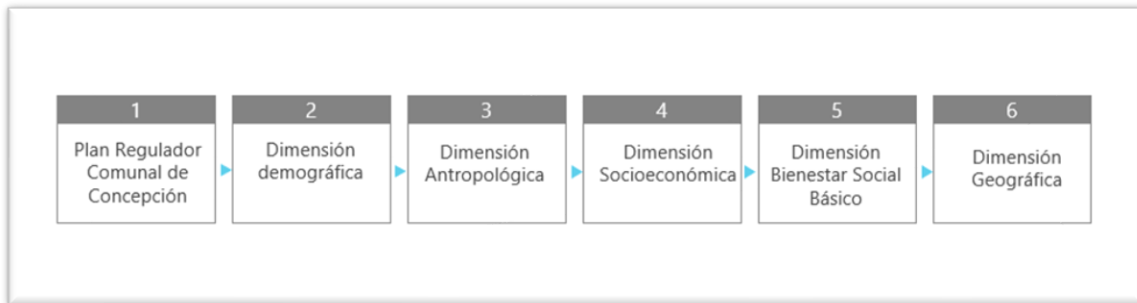 1
Plan Regulador
Comunal de
Concepción
2
Dimensión
demográfica
3
Dimensión
Antropológica
4
Dimensión
Socioeconómica
5
Dimensión
Bienestar Social
Básico
6
Dimensión
Geográfica